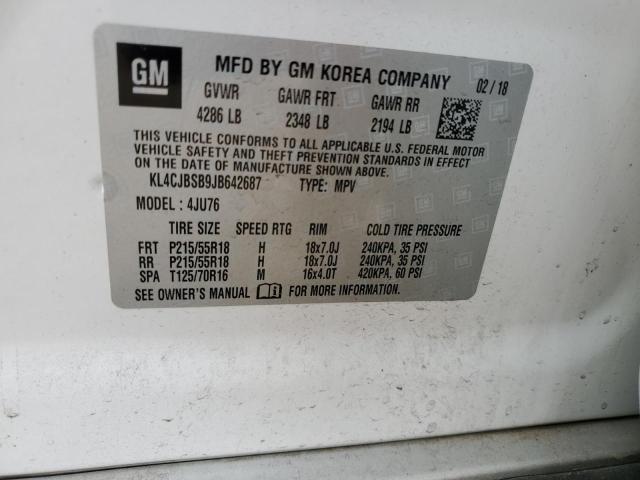 GM MFD BY GM KOREA COMPANY 02 / 18
GVWR GAWR FRT GAWR RR
4286 LB 2348 LB 2194 LB
THIS VEHICLE CONFORMS TO ALL APPLICABLE U.S. FEDERAL MOTOR
VEHICLE SAFETY AND THEFT PREVENTION STANDARDS IN EFFECT
ON THE DATE OF MANUFACTURE SHOWN ABOVE.
KL4CJBSB9JB642687 TYPE: MPV
MODEL : 4JU76
TIRE SIZE SPEED RTG RIM COLD TIRE PRESSURE
FRT P215/55R18 H 18x7.0J 240KPA, 35 PSI
RR P215/55R18 H 18x7.0J 240KPA, 35 PSI
SPA T125/70R16 M 16x4.0T 420KPA, 60 PSI
SEE OWNER'S MANUAL FOR MORE INFORMATION.